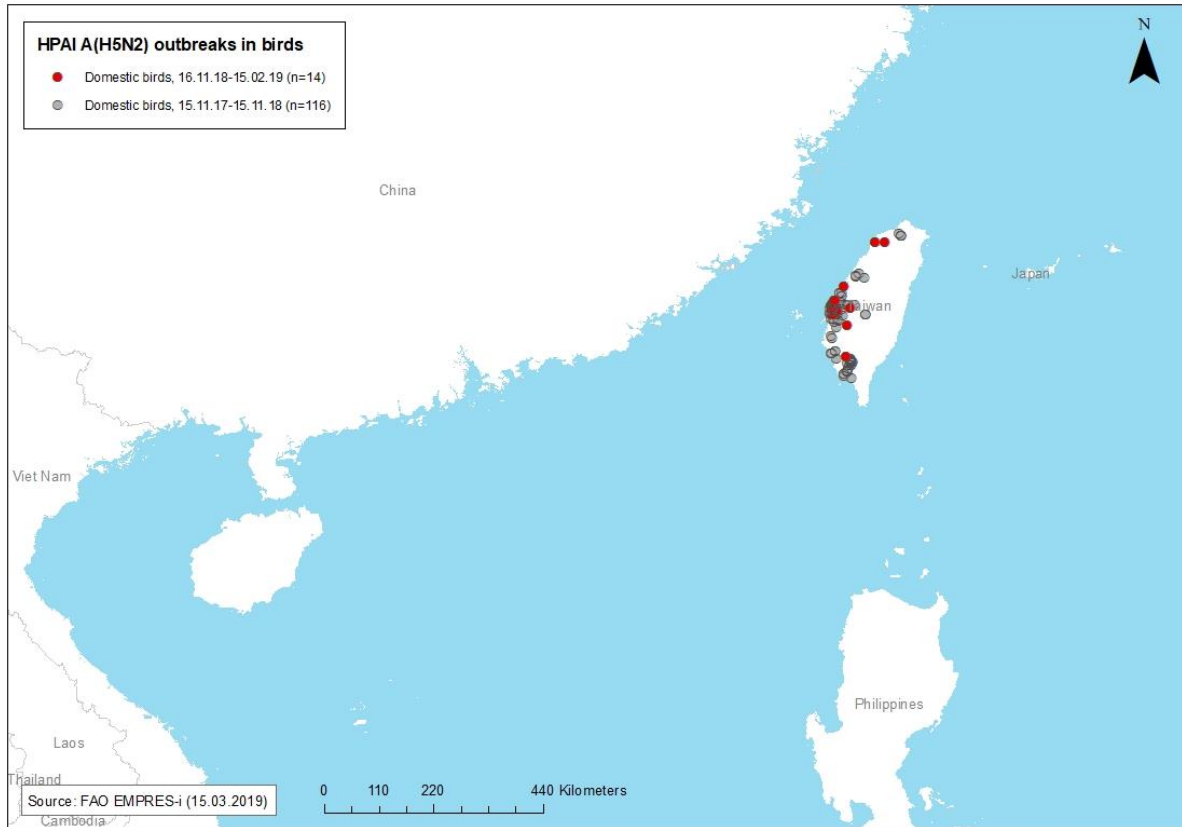 HPAI A(H5N2) outbreaks in birds
Domestic birds, 16.11.18-15.02.19 (n=14)
Domestic birds, 15.11.17-15.11.18 (n=116)
N
China
Japan
Taiwan
Viet Nam
Philippines
Laos
Thailand
Cambodia
Source: FAO EMPRES-i (15.03.2019)
0 110 220 440 Kilometers